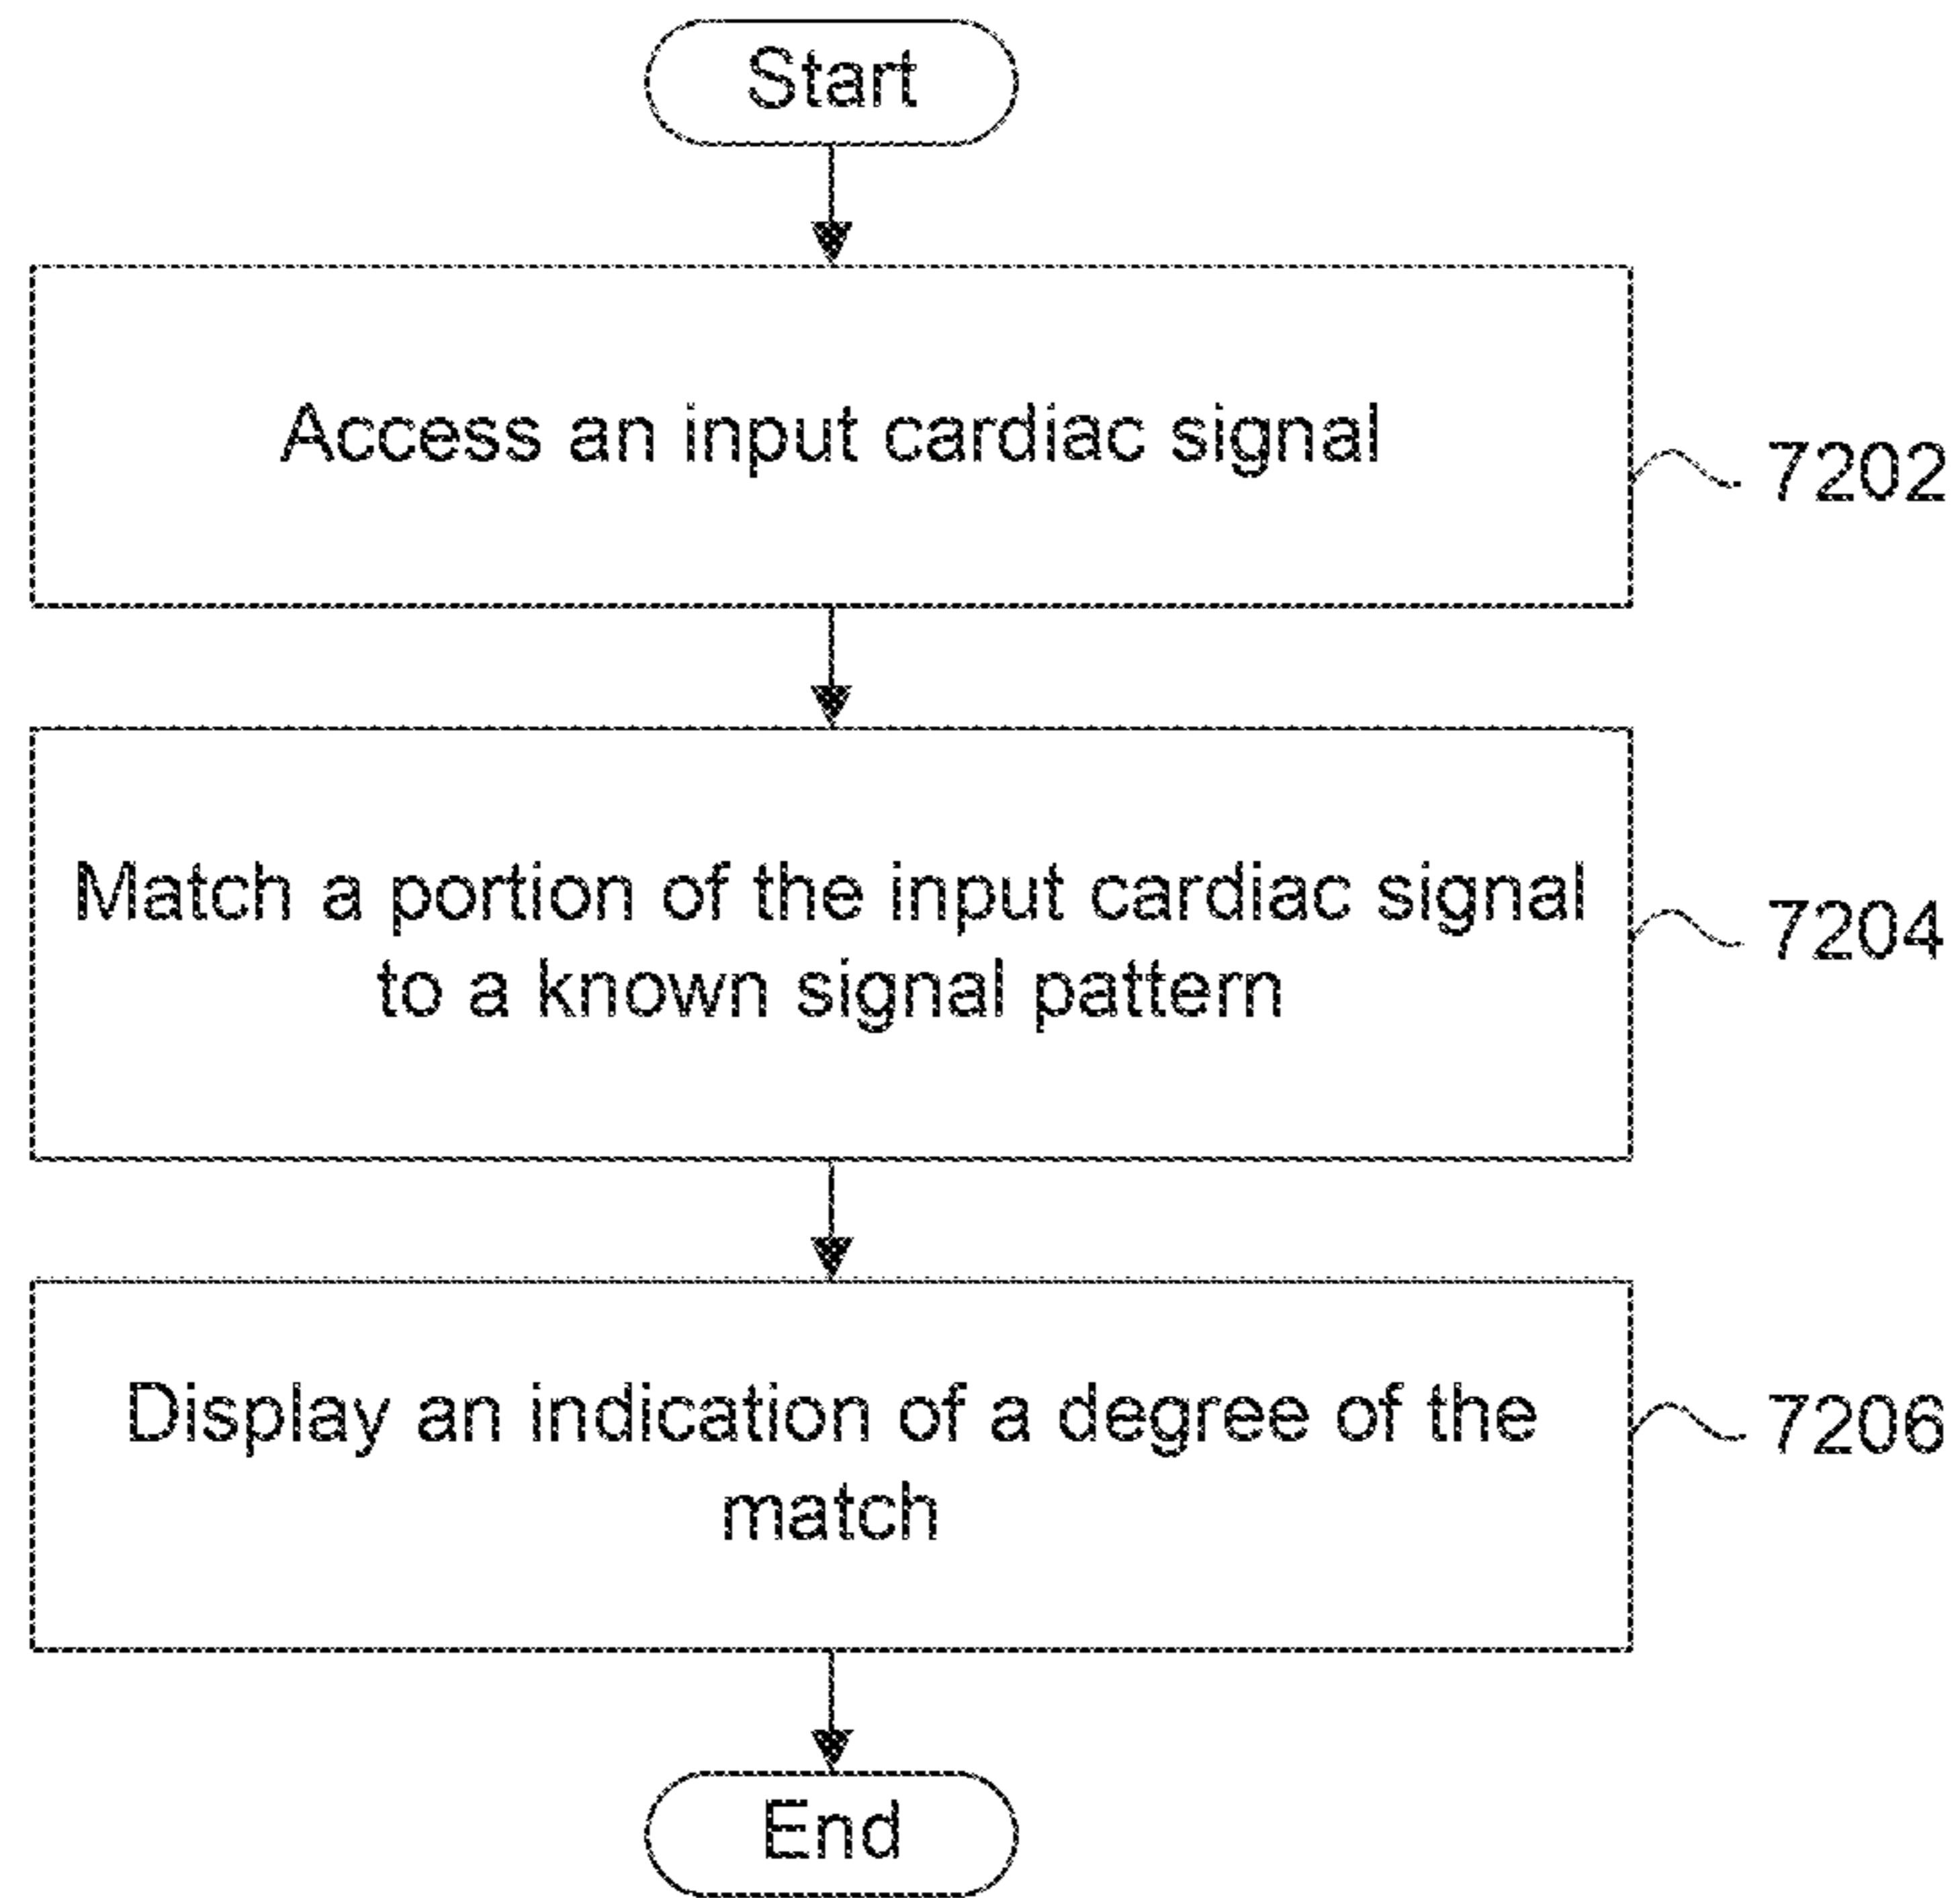 Start
Access an input cardiac signal
7202
Match a portion of the input cardiac signal
to a known signal pattern
7204
Display an indication of a degree of the
match
7206
End